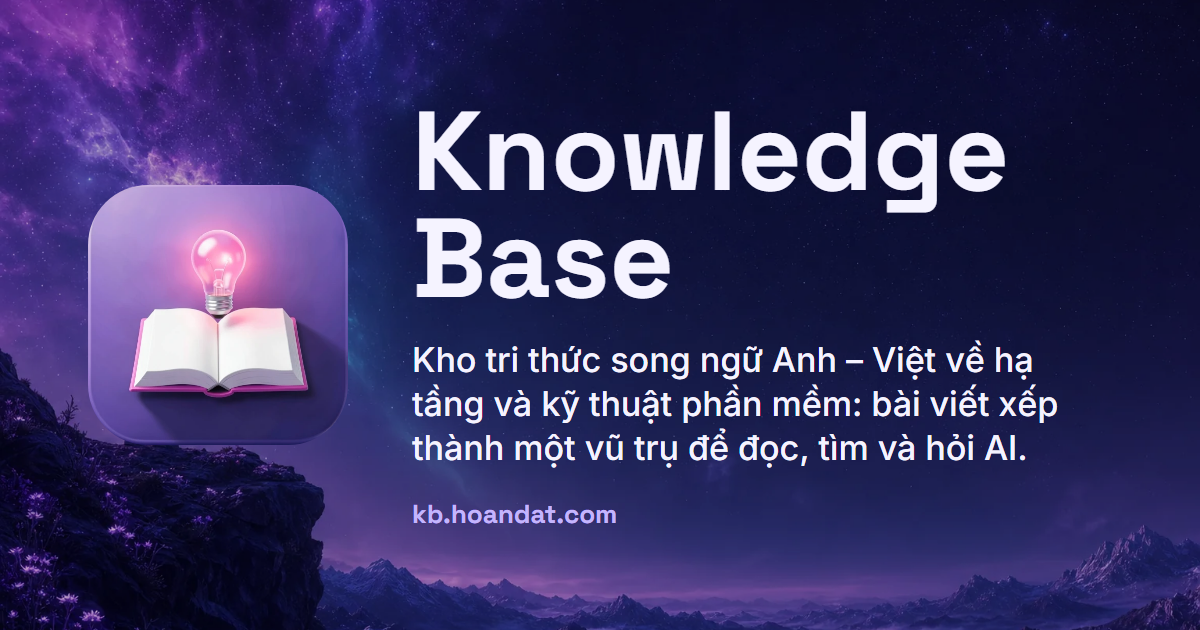 Knowledge
Base
Kho tri thức song ngữ Anh – Việt về hạ
tầng và kỹ thuật phần mềm: bài viết xếp
thành một vũ trụ để đọc, tìm và hỏi AI.
kb.hoandat.com